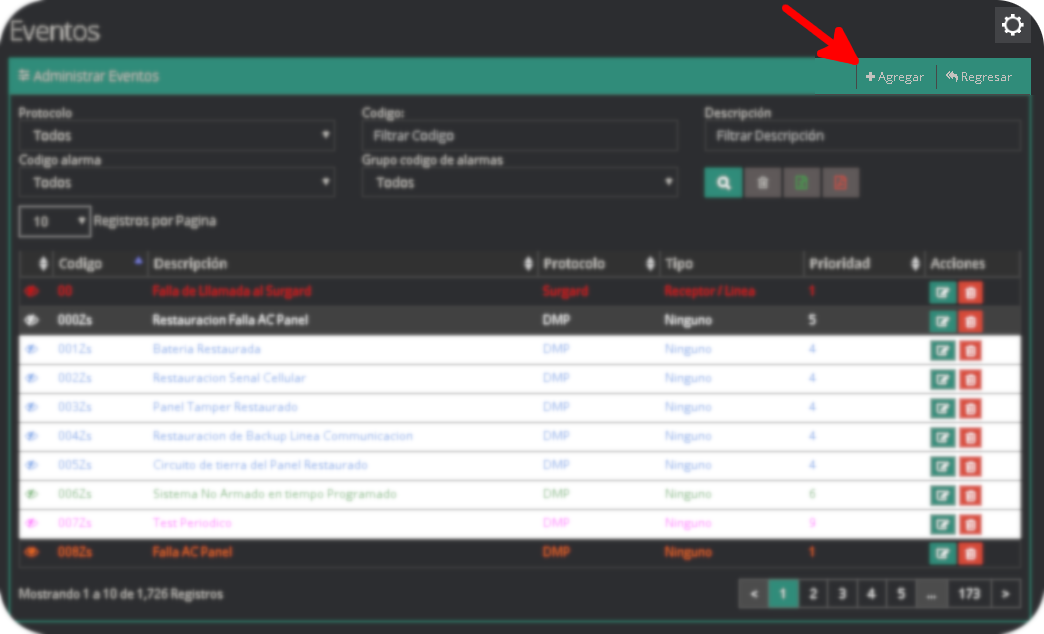 Eventos
Administrar Eventos
Agregar
Regresar
Protocolo
Codigo:
Descripción
Todos
Filtrar Codigo
Filtrar Descripción
Codigo alarma
Grupo codigo de alarmas
Todos
Todos
10 Registros por Pagina
Codigo Descripción Protocolo Tipo Prioridad Acciones
00 Falla de Llamada al Surgard Surgard Receptor / Linea 1
000Zs Restauracion Falla AC Panel DMP Ninguno 5
001Zs Bateria Restaurada DMP Ninguno 4
002Zs Restauracion Senal Cellular DMP Ninguno 4
003Zs Panel Tamper Restaurado DMP Ninguno 4
004Zs Restauracion de Backup Linea Communicacion DMP Ninguno 4
005Zs Circuito de tierra del Panel Restaurado DMP Ninguno 4
006Zs Sistema No Armado en tiempo Programado DMP Ninguno 6
007Zs Test Periodico DMP Ninguno 9
008Zs Falla AC Panel DMP Ninguno 1
Mostrando 1 a 10 de 1,726 Registros
< 1 2 3 4 5 ... 173 >